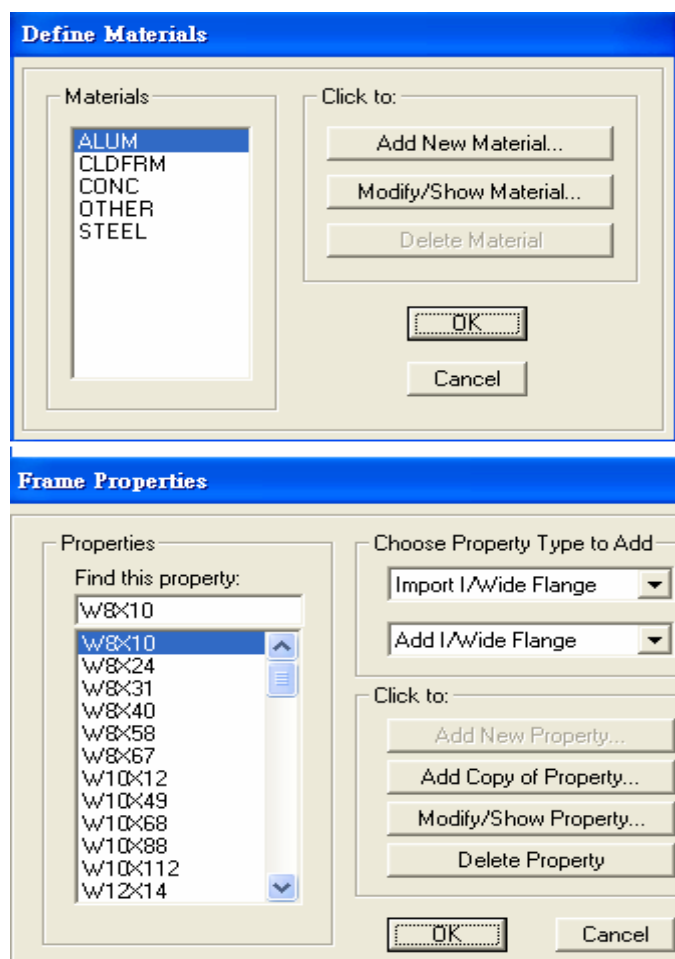 Define Materials
Materials
ALUM
CLDFRM
CONC
OTHER
STEEL
Click to:
Add New Material...
Modify/Show Material...
Delete Material
OK
Cancel
Frame Properties
Properties
Find this property:
W8X10
W8X10
W8X24
W8X31
W8X40
W8X58
W8X67
W10X12
W10X49
W10X68
W10X88
W10X112
W12X14
Choose Property Type to Add
Import I/Wide Flange
Add I/Wide Flange
Click to:
Add New Property...
Add Copy of Property...
Modify/Show Property...
Delete Property
OK
Cancel